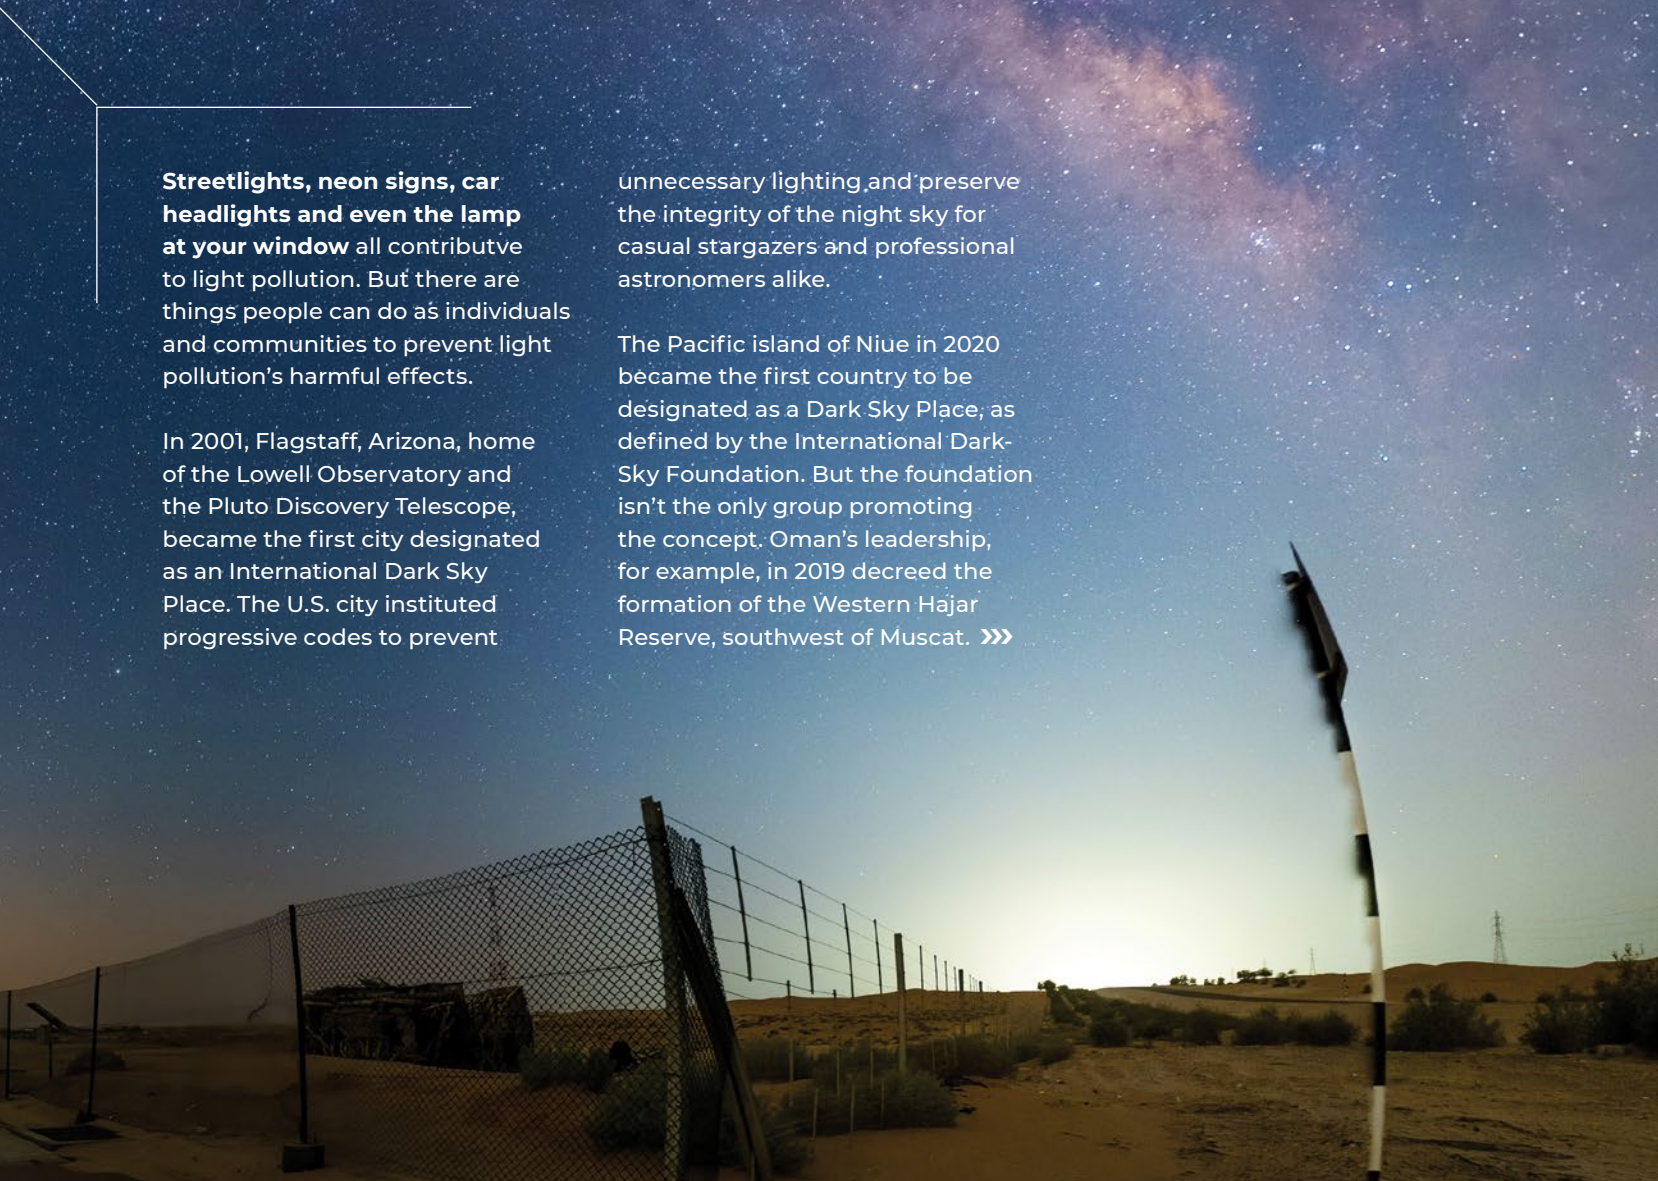 Streetlights, neon signs, car
headlights and even the lamp
at your window all contributve
to light pollution. But there are
things people can do as individuals
and communities to prevent light
pollution’s harmful effects.
In 2001, Flagstaff, Arizona, home
of the Lowell Observatory and
the Pluto Discovery Telescope,
became the first city designated
as an International Dark Sky
Place. The U.S. city instituted
progressive codes to prevent
unnecessary lighting and preserve
the integrity of the night sky for
casual stargazers and professional
astronomers alike.
The Pacific island of Niue in 2020
became the first country to be
designated as a Dark Sky Place, as
defined by the International Dark-
Sky Foundation. But the foundation
isn’t the only group promoting
the concept. Oman’s leadership,
for example, in 2019 decreed the
formation of the Western Hajar
Reserve, southwest of Muscat.